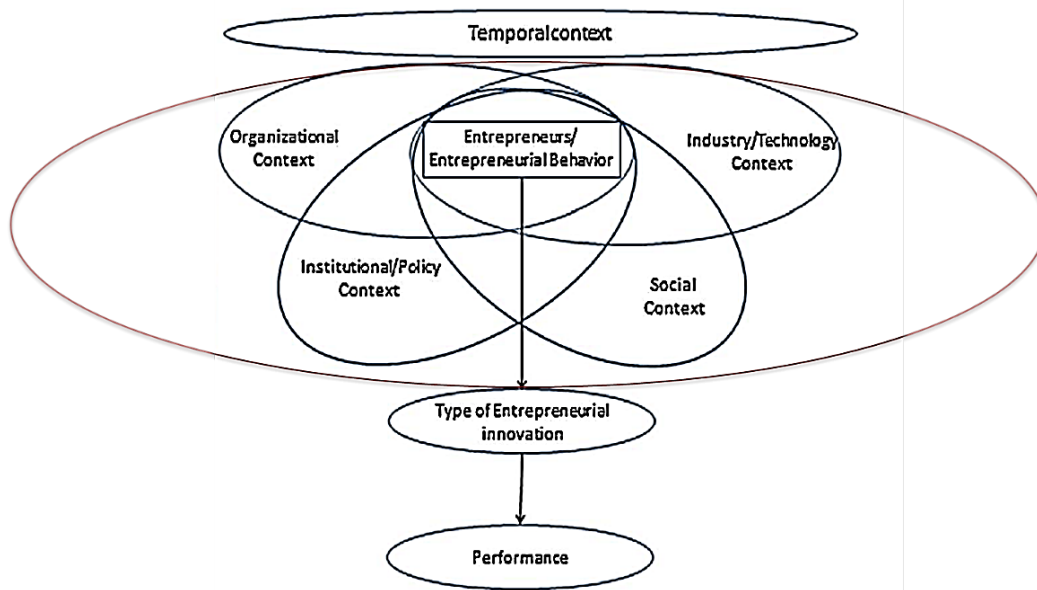 Temporalcontext
Organizational
Context
Entrepreneurs/
Entrepreneurial Behavior
Industry/Technology
Context
Institutional/Policy
Context
Social
Context
Type of Entrepreneurial
innovation
Performance